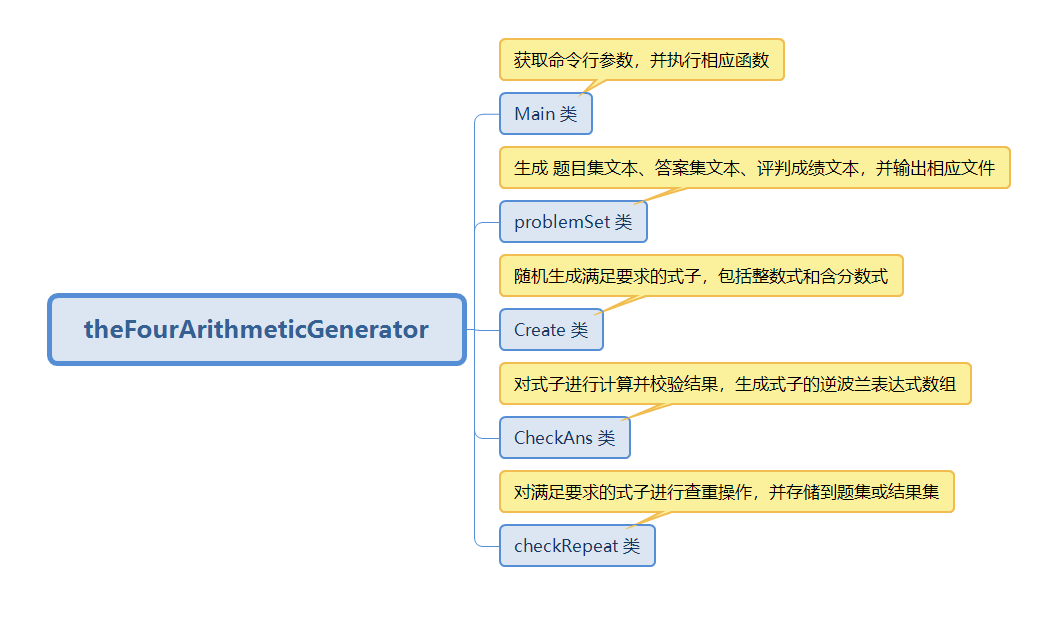 获取命令行参数，并执行相应函数
Main 类
生成 题目集文本、答案集文本、评判成绩文本，并输出相应文件
problemSet 类
随机生成满足要求的式子，包括整数式和含分数式
theFourArithmeticGenerator
Create 类
对式子进行计算并校验结果，生成式子的逆波兰表达式数组
CheckAns 类
对满足要求的式子进行查重操作，并存储到题集或结果集
checkRepeat 类